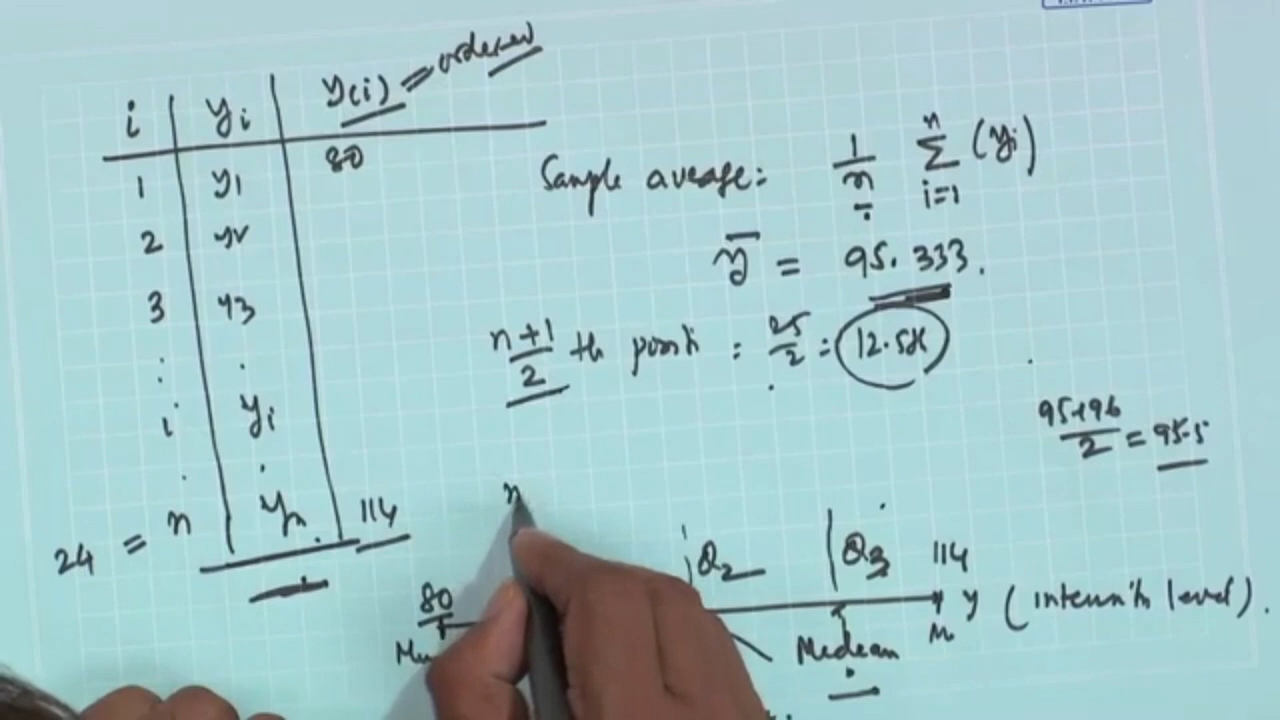 i yi y(i) = ordered
1 y1 80
2 y2
3 y3
:
i yi
.
24 = n yn 114
Sample average: 1/n n Σ i=1 (yi)
ȳ = 95.333.
n+1/2 th positi : 25/2 = 12.5th
95+96/2 = 95.5
n
80 Q2 Q3 114
y (intensity level).
Median
M